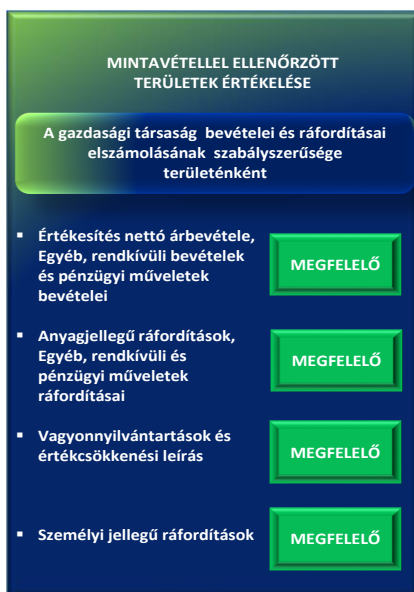 MINTAVÉTELLEL ELLENŐRZÖTT
TERÜLETEK ÉRTÉKELÉSE
A gazdasági társaság bevételei és ráfordításai
elszámolásának szabályszerűsége
területenként
▪ Értékesítés nettó árbevétele,
Egyéb, rendkívüli bevételek
és pénzügyi műveletek
bevételei
MEGFELELŐ
▪ Anyagjellegű ráfordítások,
Egyéb, rendkívüli és
pénzügyi műveletek
ráfordításai
MEGFELELŐ
▪ Vagyonnyilvántartások és
értékcsökkenési leírás
MEGFELELŐ
▪ Személyi jellegű ráfordítások
MEGFELELŐ